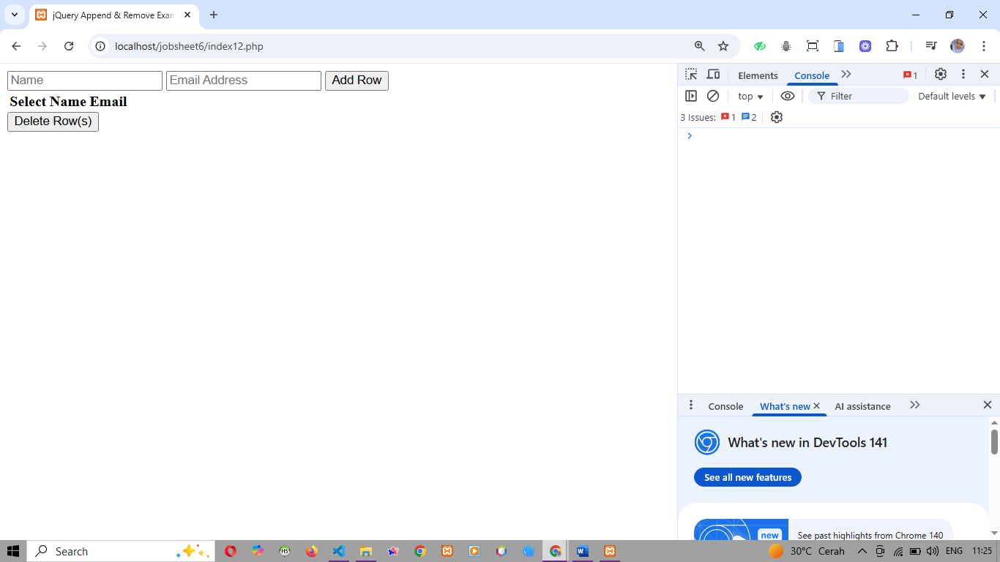 jQuery Append & Remove Exam
localhost/jobsheet6/index12.php
Name Email Address Add Row
Select Name Email
Delete Row(s)
Elements Console 1
top Filter Default levels
3 Issues: 1 2
Console What's new AI assistance
What's new in DevTools 141
See all new features
new
See past highlights from Chrome 140
Search HS 30°C Cerah ENG 11:25